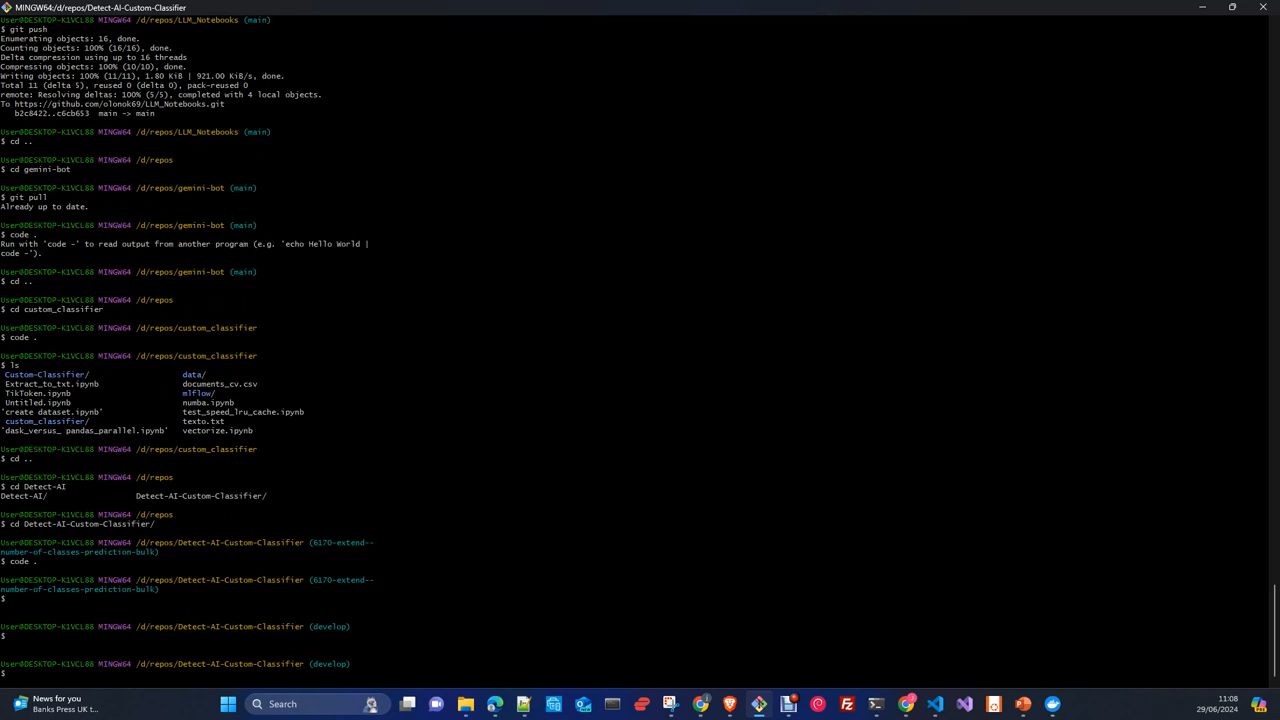 MINGW64:/d/repos/Detect-AI-Custom-Classifier
User@DESKTOP-K1VCL88 MINGW64 /d/repos/LLM_Notebooks (main)
$ git push
Enumerating objects: 16, done.
Counting objects: 100% (16/16), done.
Delta compression using up to 16 threads
Compressing objects: 100% (10/10), done.
Writing objects: 100% (11/11), 1.80 KiB | 921.00 KiB/s, done.
Total 11 (delta 5), reused 0 (delta 0), pack-reused 0
remote: Resolving deltas: 100% (5/5), completed with 4 local objects.
To https://github.com/olonok69/LLM_Notebooks.git
b2c8422..c6cb653 main -> main
User@DESKTOP-K1VCL88 MINGW64 /d/repos/LLM_Notebooks (main)
$ cd ..
User@DESKTOP-K1VCL88 MINGW64 /d/repos
$ cd gemini-bot
User@DESKTOP-K1VCL88 MINGW64 /d/repos/gemini-bot (main)
$ git pull
Already up to date.
User@DESKTOP-K1VCL88 MINGW64 /d/repos/gemini-bot (main)
$ code .
Run with 'code -' to read output from another program (e.g. 'echo Hello World |
code -').
User@DESKTOP-K1VCL88 MINGW64 /d/repos/gemini-bot (main)
$ cd ..
User@DESKTOP-K1VCL88 MINGW64 /d/repos
$ cd custom_classifier
User@DESKTOP-K1VCL88 MINGW64 /d/repos/custom_classifier
$ code .
User@DESKTOP-K1VCL88 MINGW64 /d/repos/custom_classifier
$ ls
Custom-Classifier/ data/
Extract_to_txt.ipynb documents_cv.csv
TikToken.ipynb mlflow/
Untitled.ipynb numba.ipynb
'create dataset.ipynb' test_speed_lru_cache.ipynb
custom_classifier/ texto.txt
'dask_versus_ pandas_parallel.ipynb' vectorize.ipynb
User@DESKTOP-K1VCL88 MINGW64 /d/repos/custom_classifier
$ cd ..
User@DESKTOP-K1VCL88 MINGW64 /d/repos
$ cd Detect-AI
Detect-AI/ Detect-AI-Custom-Classifier/
User@DESKTOP-K1VCL88 MINGW64 /d/repos
$ cd Detect-AI-Custom-Classifier/
User@DESKTOP-K1VCL88 MINGW64 /d/repos/Detect-AI-Custom-Classifier (6170-extend--
number-of-classes-prediction-bulk)
$ code .
User@DESKTOP-K1VCL88 MINGW64 /d/repos/Detect-AI-Custom-Classifier (6170-extend--
number-of-classes-prediction-bulk)
$
User@DESKTOP-K1VCL88 MINGW64 /d/repos/Detect-AI-Custom-Classifier (develop)
$
User@DESKTOP-K1VCL88 MINGW64 /d/repos/Detect-AI-Custom-Classifier (develop)
$
News for you
Banks Press UK t...
Search
11:08
29/06/2024